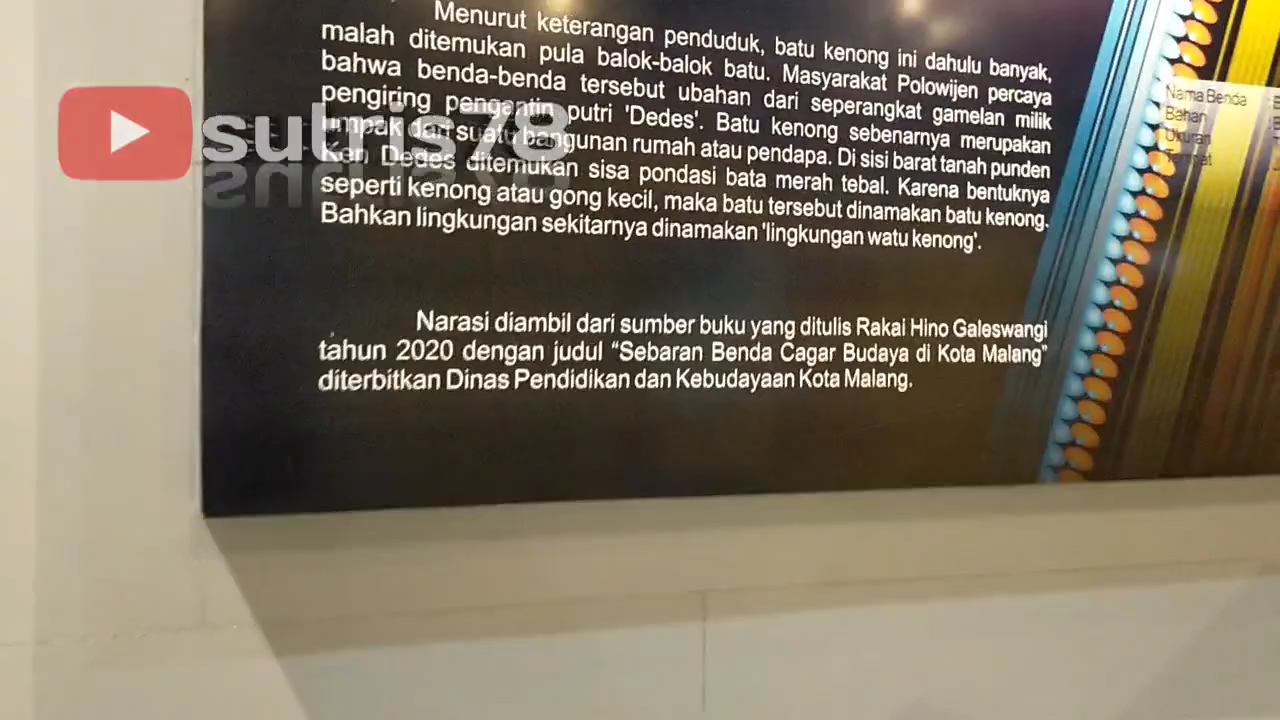 Menurut keterangan penduduk, batu kenong ini dahulu banyak,
malah ditemukan pula balok-balok batu. Masyarakat Polowijen percaya
bahwa benda-benda tersebut ubahan dari seperangkat gamelan milik
pengiring pengantin putri 'Dedes'. Batu kenong sebenarnya merupakan
umpak dari suatu bangunan rumah atau pendapa. Di sisi barat tanah punden
Ken Dedes ditemukan sisa pondasi bata merah tebal. Karena bentuknya
seperti kenong atau gong kecil, maka batu tersebut dinamakan batu kenong.
Bahkan lingkungan sekitarnya dinamakan 'lingkungan watu kenong'.
Narasi diambil dari sumber buku yang ditulis Rakai Hino Galeswangi
tahun 2020 dengan judul “Sebaran Benda Cagar Budaya di Kota Malang”
diterbitkan Dinas Pendidikan dan Kebudayaan Kota Malang.
sutris78
Nama Benda
Bahan
Ukuran